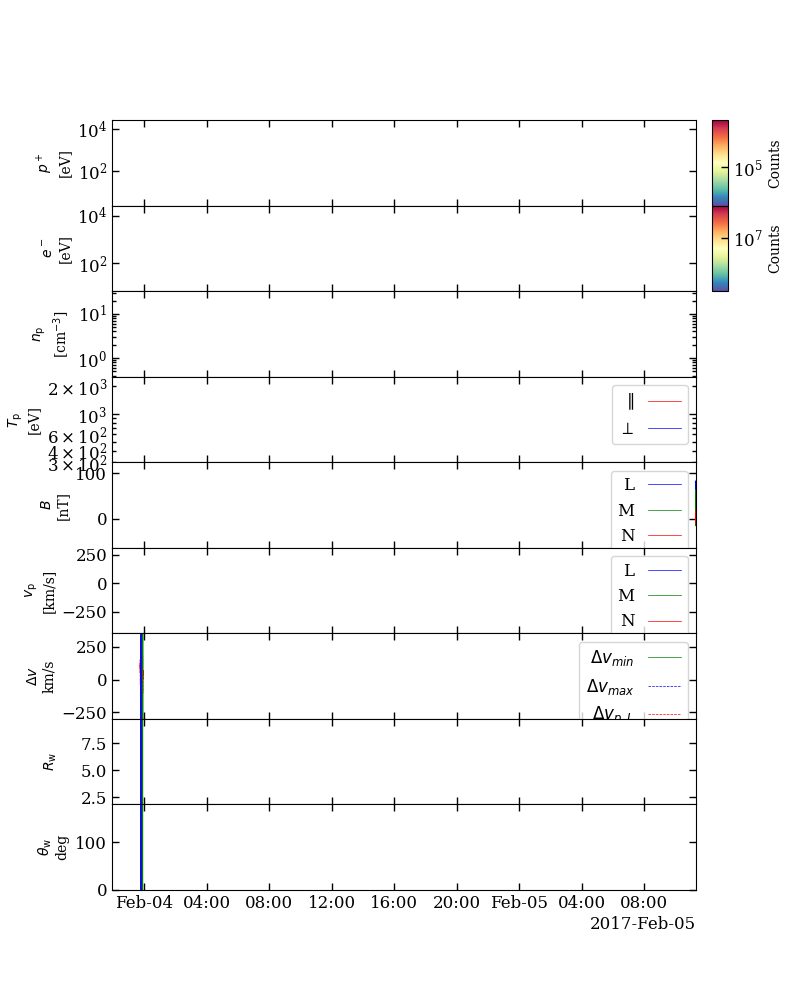 10^4
10^2
p^+
[eV]
10^5
Counts
10^4
10^2
e^-
[eV]
10^7
Counts
10^1
10^0
n_p
[cm^-3]
2 × 10^3
10^3
6 × 10^2
4 × 10^2
3 × 10^2
T_p
[eV]
∥
⊥
100
0
B
[nT]
L
M
N
250
0
−250
v_p
[km/s]
L
M
N
250
0
−250
Δv
km/s
Δv_min
Δv_max
Δv_p,L
7.5
5.0
2.5
R_w
100
0
θ_w
deg
Feb-04 04:00 08:00 12:00 16:00 20:00 Feb-05 04:00 08:00
2017-Feb-05